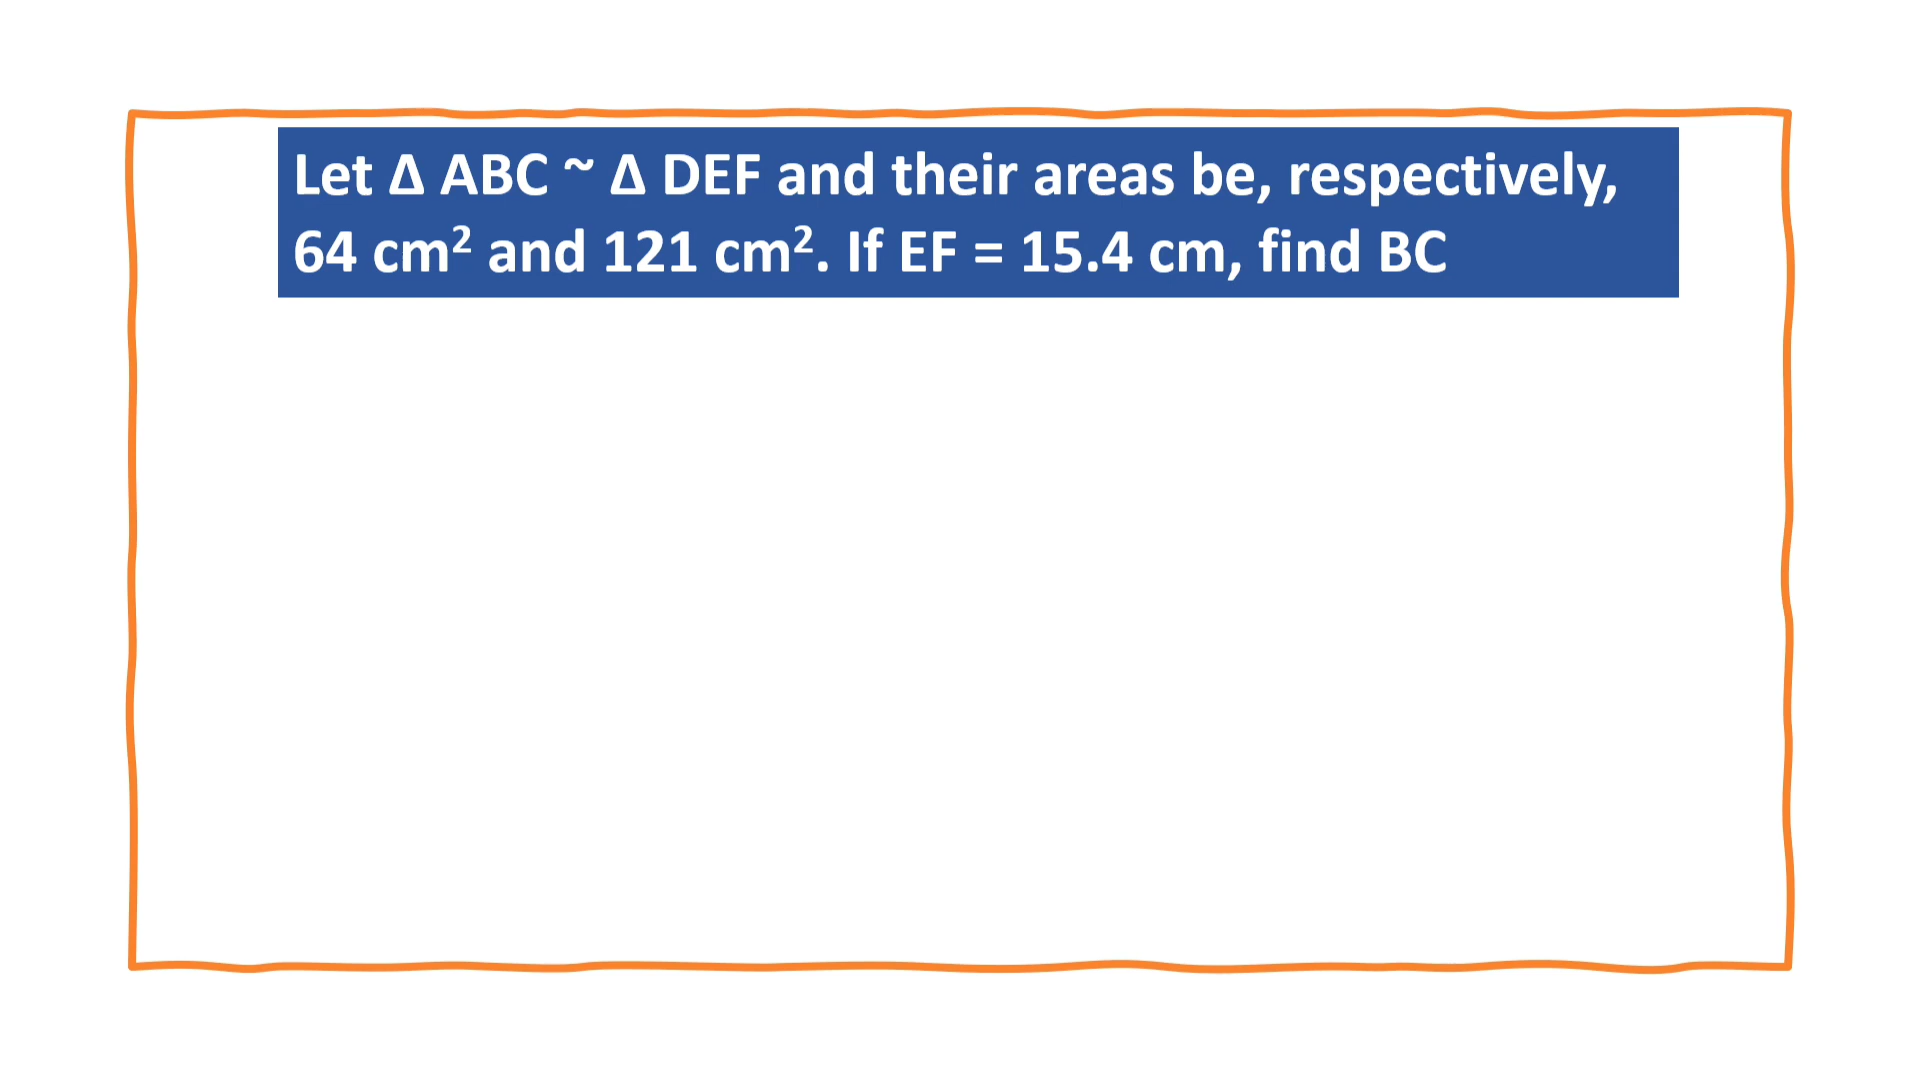 Let Δ ABC ~ Δ DEF and their areas be, respectively,
64 cm² and 121 cm². If EF = 15.4 cm, find BC